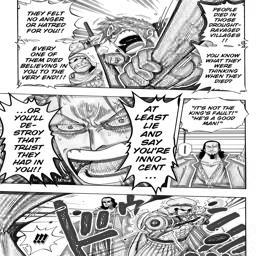 PEOPLE
DIED IN
THOSE
DROUGHT-
RAVAGED
VILLAGES
!!
YOU KNOW
WHAT THEY
WERE
THINKING
WHEN THEY
DIED?
THEY FELT
NO ANGER
OR HATRED
FOR YOU!!
EVERY
ONE OF
THEM DIED
BELIEVING
IN YOU TO
THE VERY
END!!!
"IT'S NOT THE
KING'S FAULT!"
"HE'S A GOOD
MAN!"
AT
LEAST
LIE
AND
SAY
YOU'RE
INNO-
CENT
...
...OR
YOU'LL
DE-
STROY
THAT
TRUST
THEY
HAD IN
YOU!!
!!!